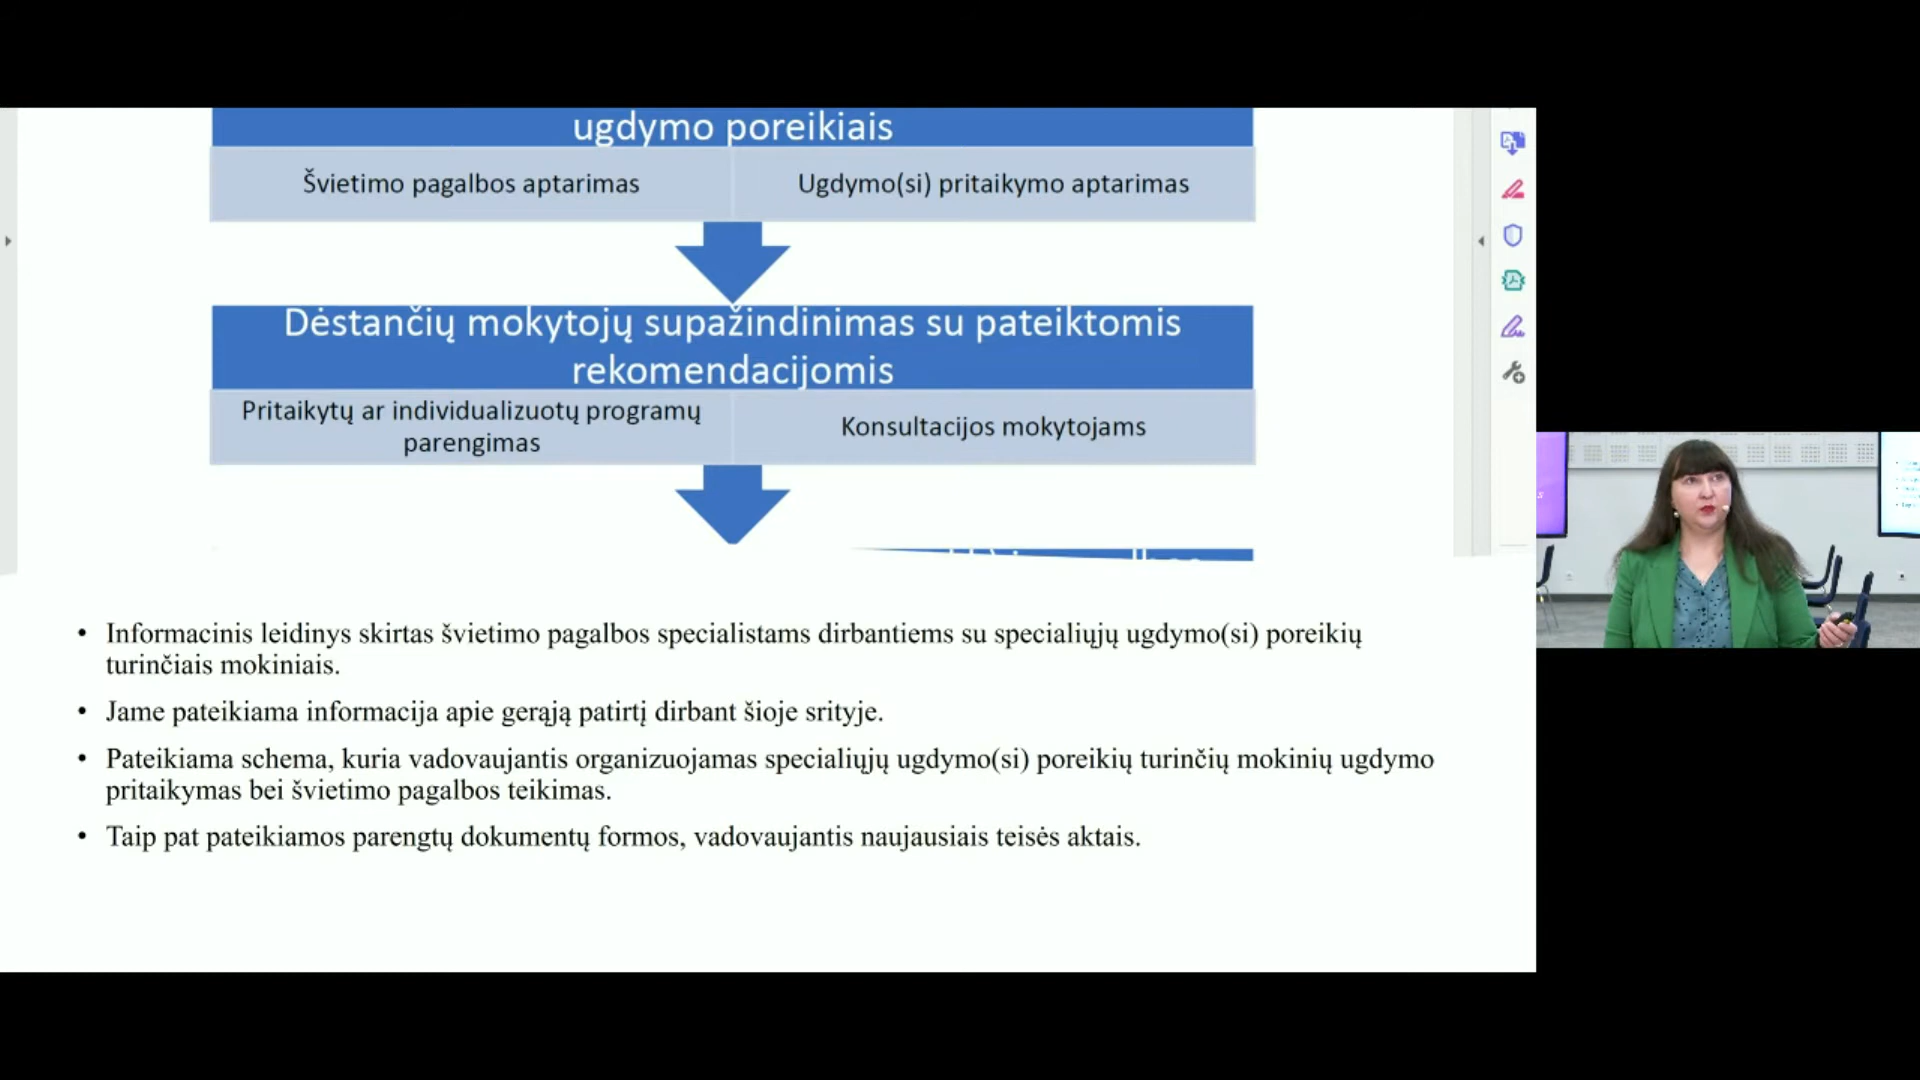 ugdymo poreikiais
Švietimo pagalbos aptarimas
Ugdymo(si) pritaikymo aptarimas
Dėstančių mokytojų supažindinimas su pateiktomis
rekomendacijomis
Pritaikytų ar individualizuotų programų
parengimas
Konsultacijos mokytojams
• Informacinis leidinys skirtas švietimo pagalbos specialistams dirbantiems su specialiųjų ugdymo(si) poreikių
turinčiais mokiniais.
• Jame pateikiama informacija apie gerąją patirtį dirbant šioje srityje.
• Pateikiama schema, kuria vadovaujantis organizuojamas specialiųjų ugdymo(si) poreikių turinčių mokinių ugdymo
pritaikymas bei švietimo pagalbos teikimas.
• Taip pat pateikiamos parengtų dokumentų formos, vadovaujantis naujausiais teisės aktais.